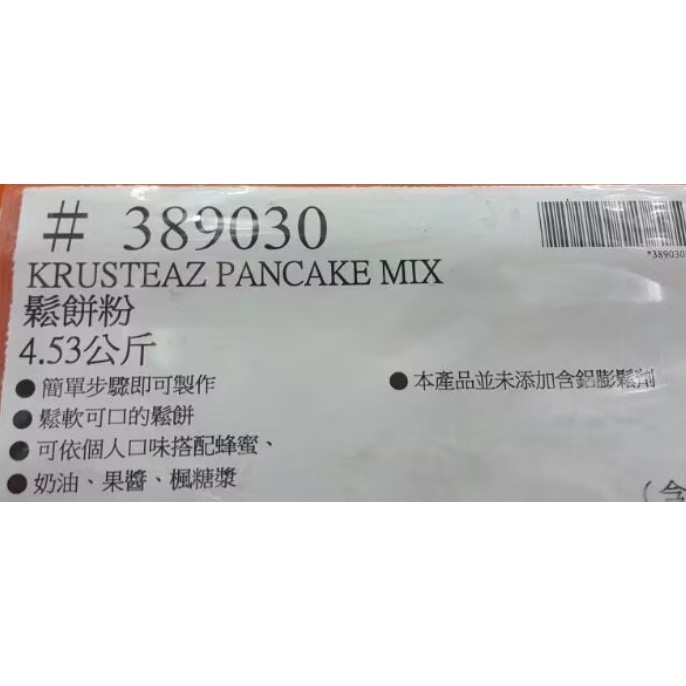 # 389030
*389030
KRUSTEAZ PANCAKE MIX
鬆餅粉
4.53公斤
●簡單步驟即可製作
●本產品並未添加含鋁膨鬆劑
●鬆軟可口的鬆餅
●可依個人口味搭配蜂蜜、
●奶油、果醬、楓糖漿
(含